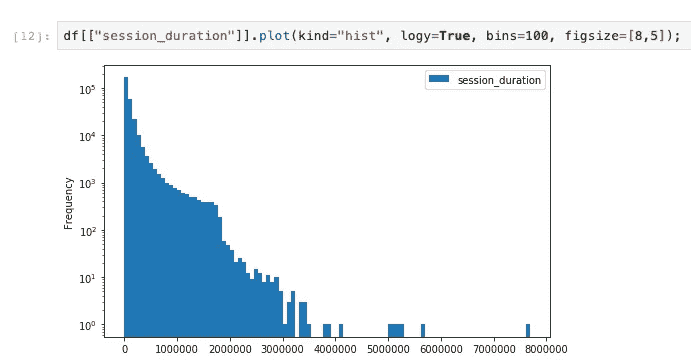 [12]: df[["session_duration"]].plot(kind="hist", logy=True, bins=100, figsize=[8,5]);
session_duration
10⁵
10⁴
10³
10²
10¹
10⁰
Frequency
0 1000000 2000000 3000000 4000000 5000000 6000000 7000000 8000000